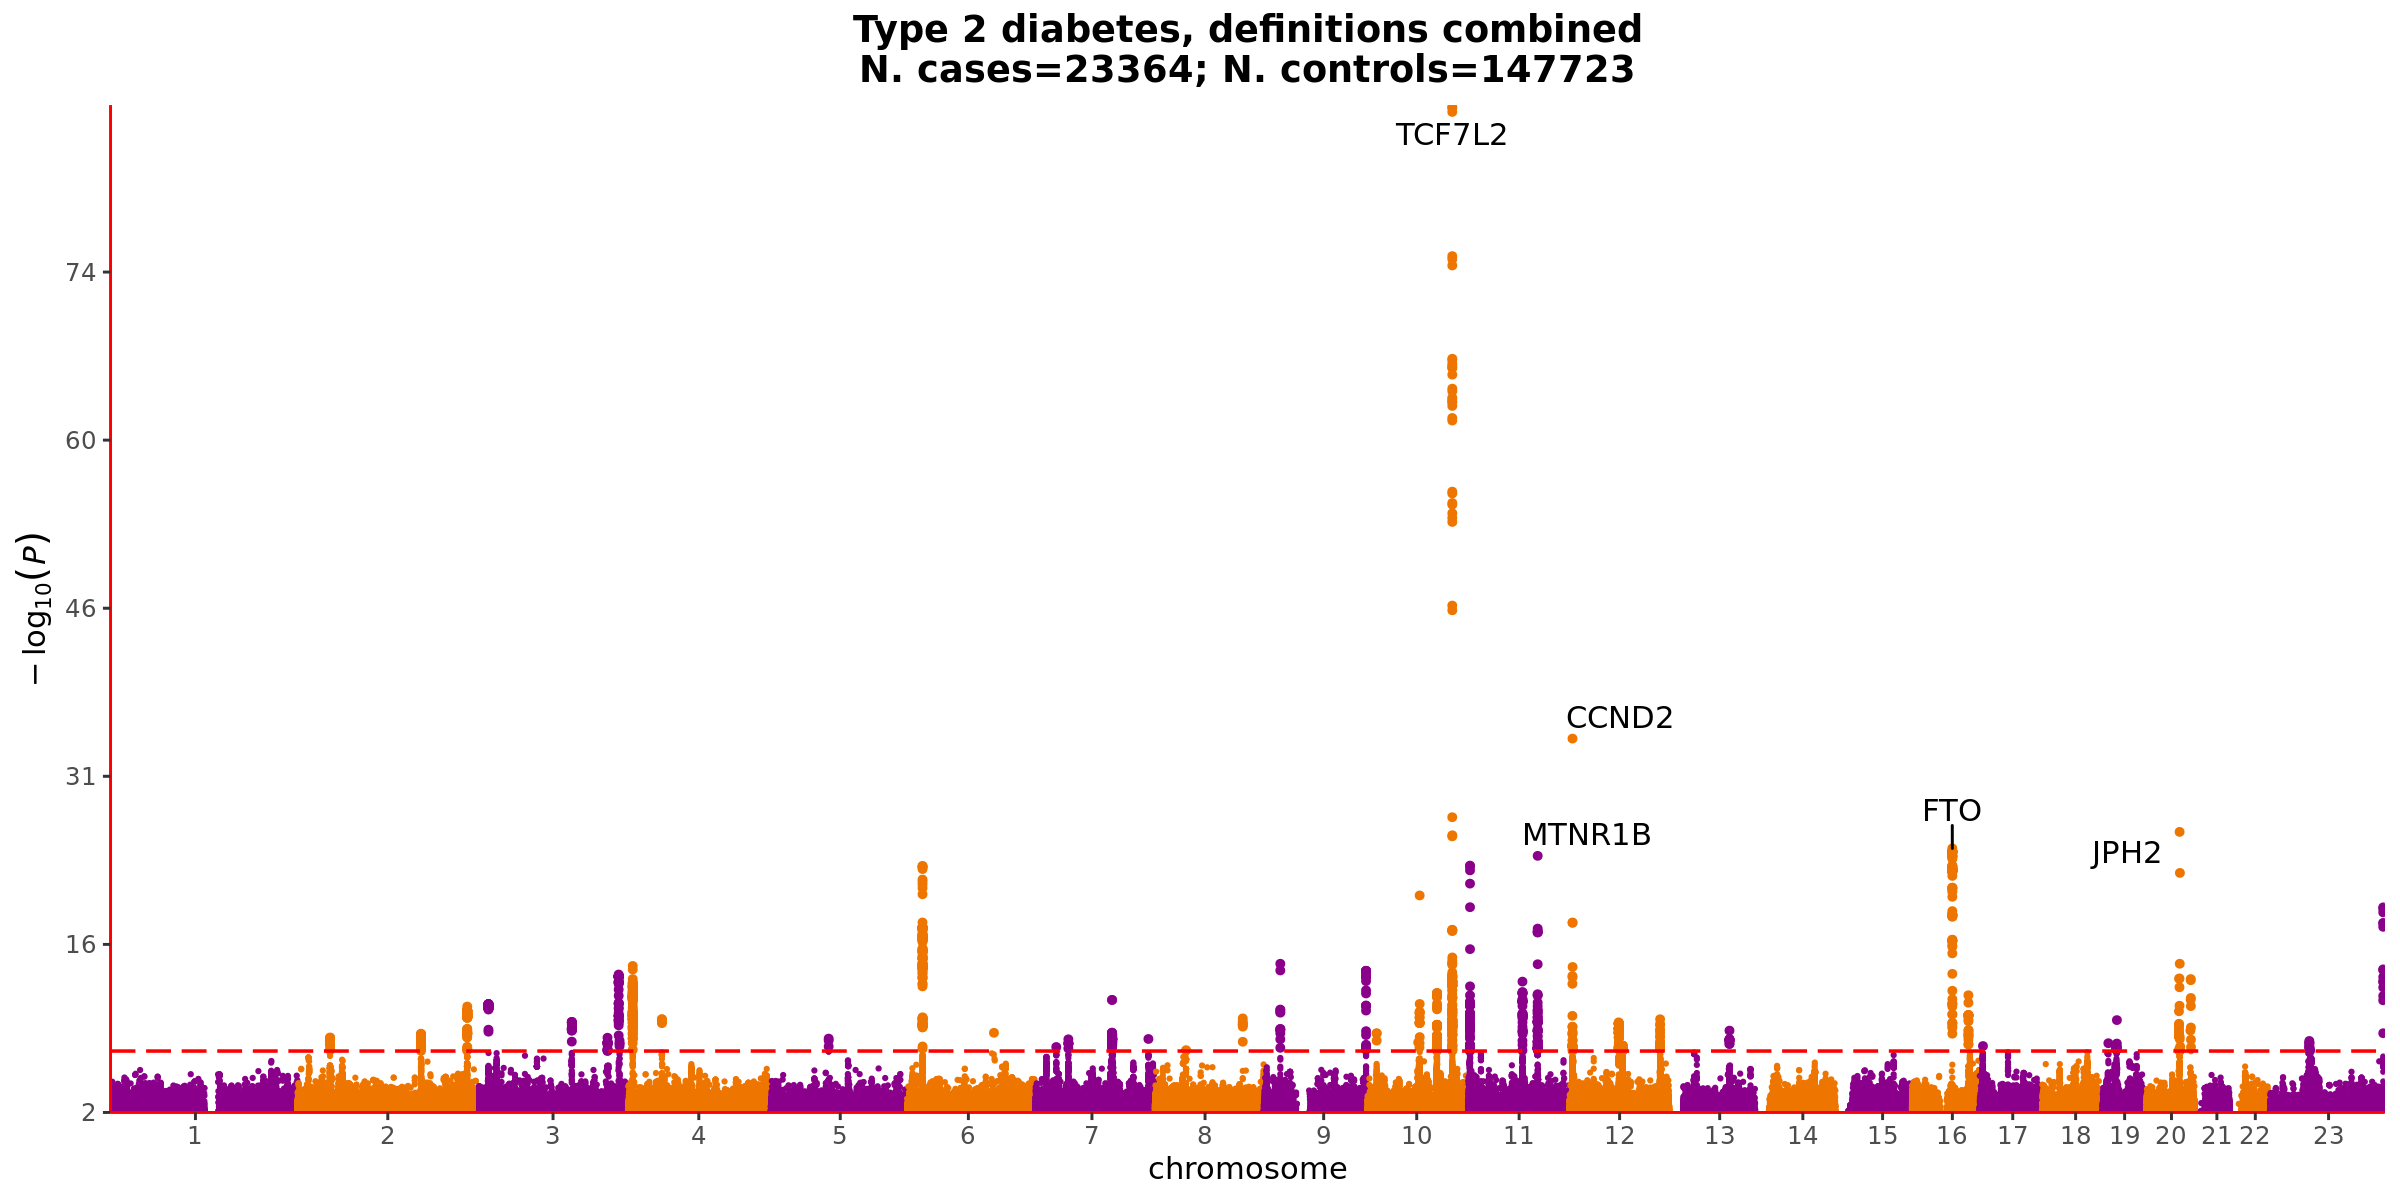 Type 2 diabetes, definitions combined
N. cases=23364; N. controls=147723
TCF7L2
74
60
46
CCND2
31
FTO
MTNR1B
JPH2
16
2
−log10(P)
1 2 3 4 5 6 7 8 9 10 11 12 13 14 15 16 17 18 19 20 21 22 23
chromosome